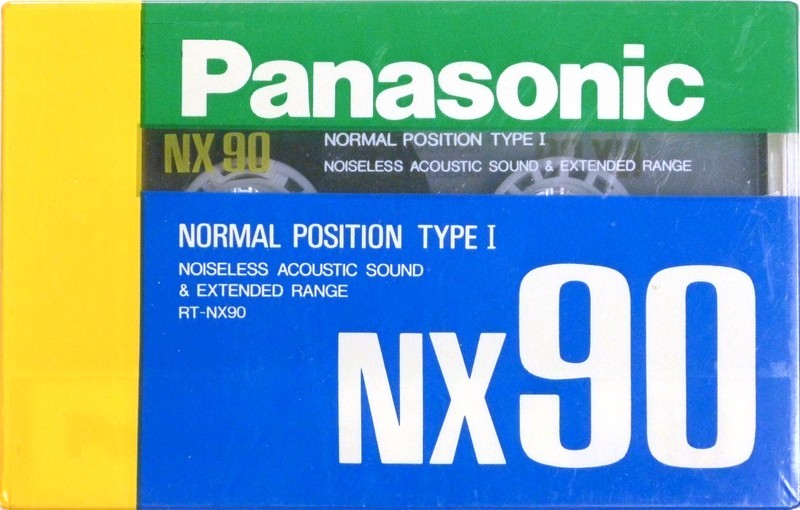 Panasonic
NX 90
NORMAL POSITION TYPE I
NOISELESS ACOUSTIC SOUND & EXTENDED RANGE
NORMAL POSITION TYPE I
NOISELESS ACOUSTIC SOUND
& EXTENDED RANGE
RT-NX90
NX90